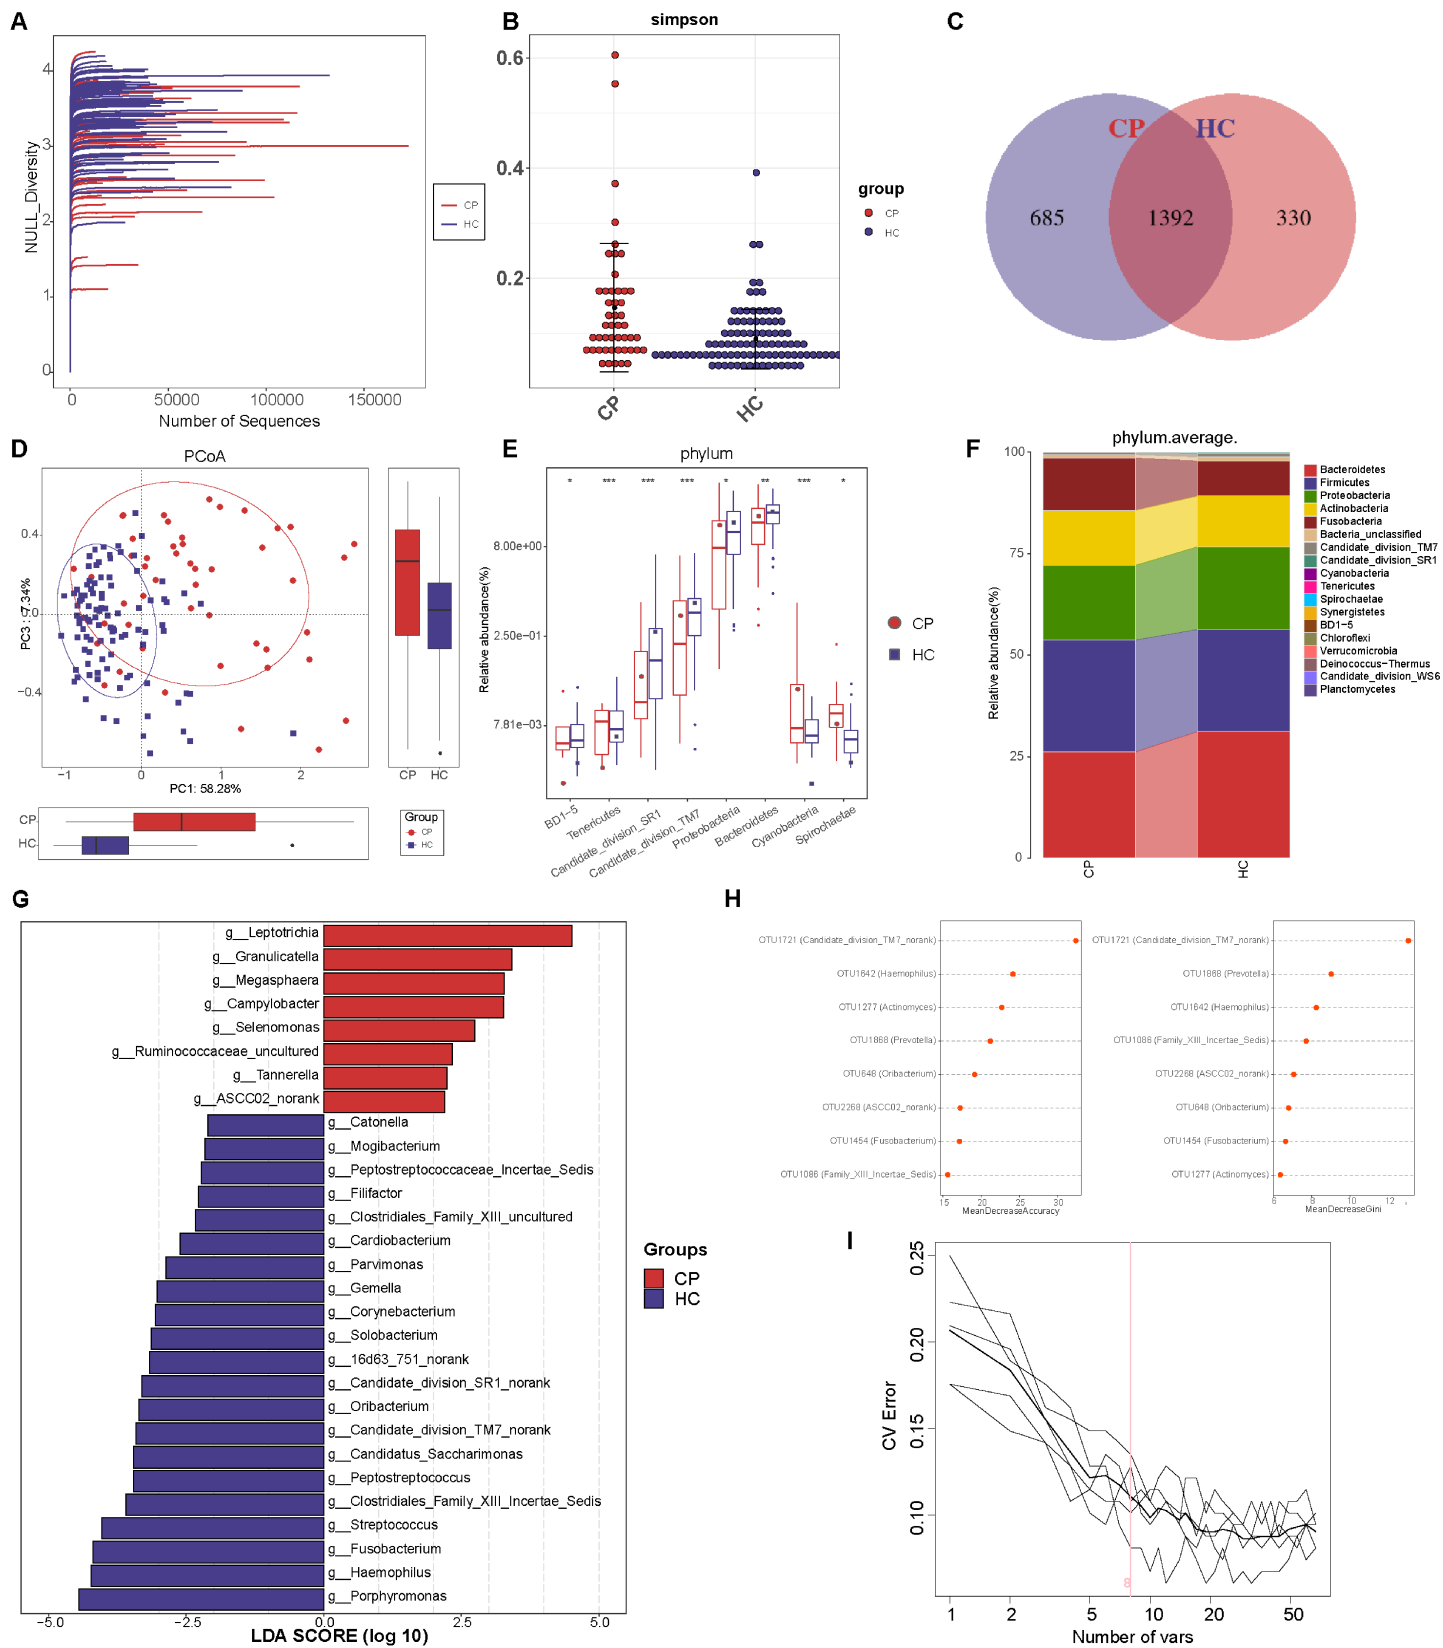 A
4
3
2
1
0
NULL_Diversity
0
50000
100000
150000
Number of Sequences
CP
HC
B
simpson
0.6
0.4
0.2
CP
HC
group
CP
HC
C
CP
HC
685
1392
330
D
PCoA
0.4
0.0
−0.4
PC3 : 7.34%
−1
0
1
2
PC1: 58.28%
CP
HC
CP
HC
Group
CP
HC
E
phylum
*
***
***
***
*
**
***
*
8.00e+00
2.50e−01
7.81e−03
Relative abundance(%)
BD1−5
Tenericutes
Candidate_division_SR1
Candidate_division_TM7
Proteobacteria
Bacteroidetes
Cyanobacteria
Spirochaetae
CP
HC
F
phylum.average.
100
75
50
25
0
Relative abundance(%)
CP
HC
Bacteroidetes
Firmicutes
Proteobacteria
Actinobacteria
Fusobacteria
Bacteria_unclassified
Candidate_division_TM7
Candidate_division_SR1
Cyanobacteria
Tenericutes
Spirochaetae
Synergistetes
BD1−5
Chloroflexi
Verrucomicrobia
Deinococcus−Thermus
Candidate_division_WS6
Planctomycetes
G
g__Leptotrichia
g__Granulicatella
g__Megasphaera
g__Campylobacter
g__Selenomonas
g__Ruminococcaceae_uncultured
g__Tannerella
g__ASCC02_norank
g__Catonella
g__Mogibacterium
g__Peptostreptococcaceae_Incertae_Sedis
g__Filifactor
g__Clostridiales_Family_XIII_uncultured
g__Cardiobacterium
g__Parvimonas
g__Gemella
g__Corynebacterium
g__Solobacterium
g__16d63_751_norank
g__Candidate_division_SR1_norank
g__Oribacterium
g__Candidate_division_TM7_norank
g__Candidatus_Saccharimonas
g__Peptostreptococcus
g__Clostridiales_Family_XIII_Incertae_Sedis
g__Streptococcus
g__Fusobacterium
g__Haemophilus
g__Porphyromonas
−5.0
−2.5
0.0
2.5
5.0
LDA SCORE (log 10)
Groups
CP
HC
H
OTU1721 (Candidate_division_TM7_norank)
OTU1642 (Haemophilus)
OTU1277 (Actinomyces)
OTU1868 (Prevotella)
OTU648 (Oribacterium)
OTU2268 (ASCC02_norank)
OTU1454 (Fusobacterium)
OTU1086 (Family_XIII_Incertae_Sedis)
15
20
25
30
MeanDecreaseAccuracy
OTU1721 (Candidate_division_TM7_norank)
OTU1868 (Prevotella)
OTU1642 (Haemophilus)
OTU1086 (Family_XIII_Incertae_Sedis)
OTU2268 (ASCC02_norank)
OTU648 (Oribacterium)
OTU1454 (Fusobacterium)
OTU1277 (Actinomyces)
6
8
10
12
MeanDecreaseGini
I
0.25
0.20
0.15
0.10
CV Error
8
1
2
5
10
20
50
Number of vars